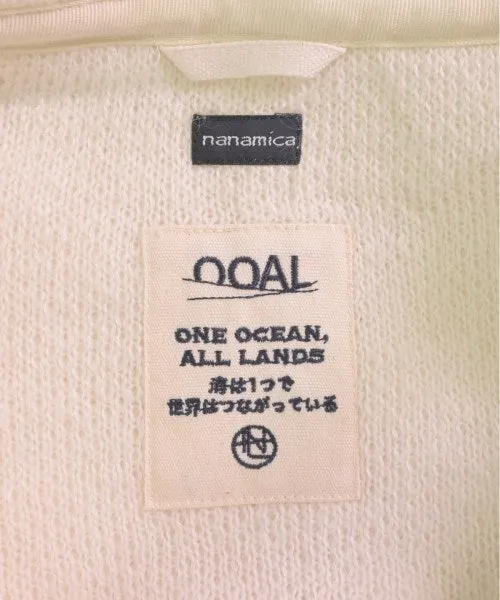 nanamica
OOAL
ONE OCEAN,
ALL LANDS
海は1つで
世界はつながっている